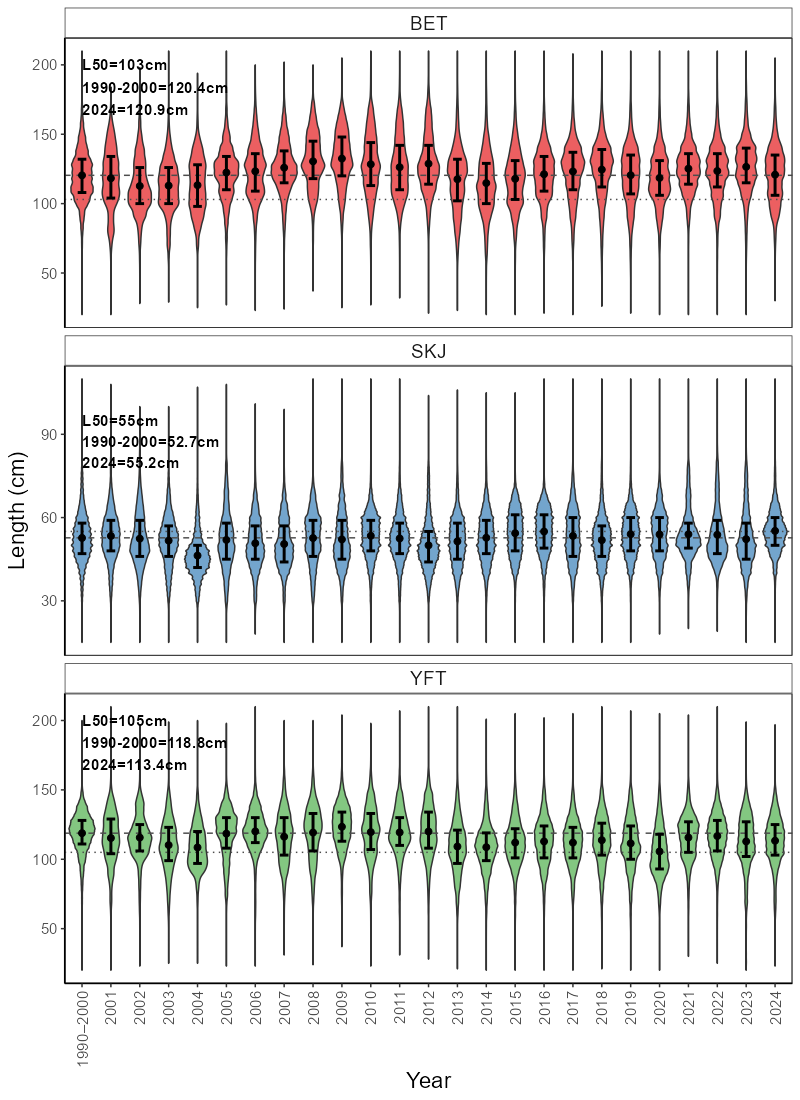 BET
200
150
100
50
L50=103cm
1990-2000=120.4cm
2024=120.9cm
SKJ
90
60
30
L50=55cm
1990-2000=52.7cm
2024=55.2cm
YFT
200
150
100
50
L50=105cm
1990-2000=118.8cm
2024=113.4cm
Length (cm)
1990–2000
2001
2002
2003
2004
2005
2006
2007
2008
2009
2010
2011
2012
2013
2014
2015
2016
2017
2018
2019
2020
2021
2022
2023
2024
Year